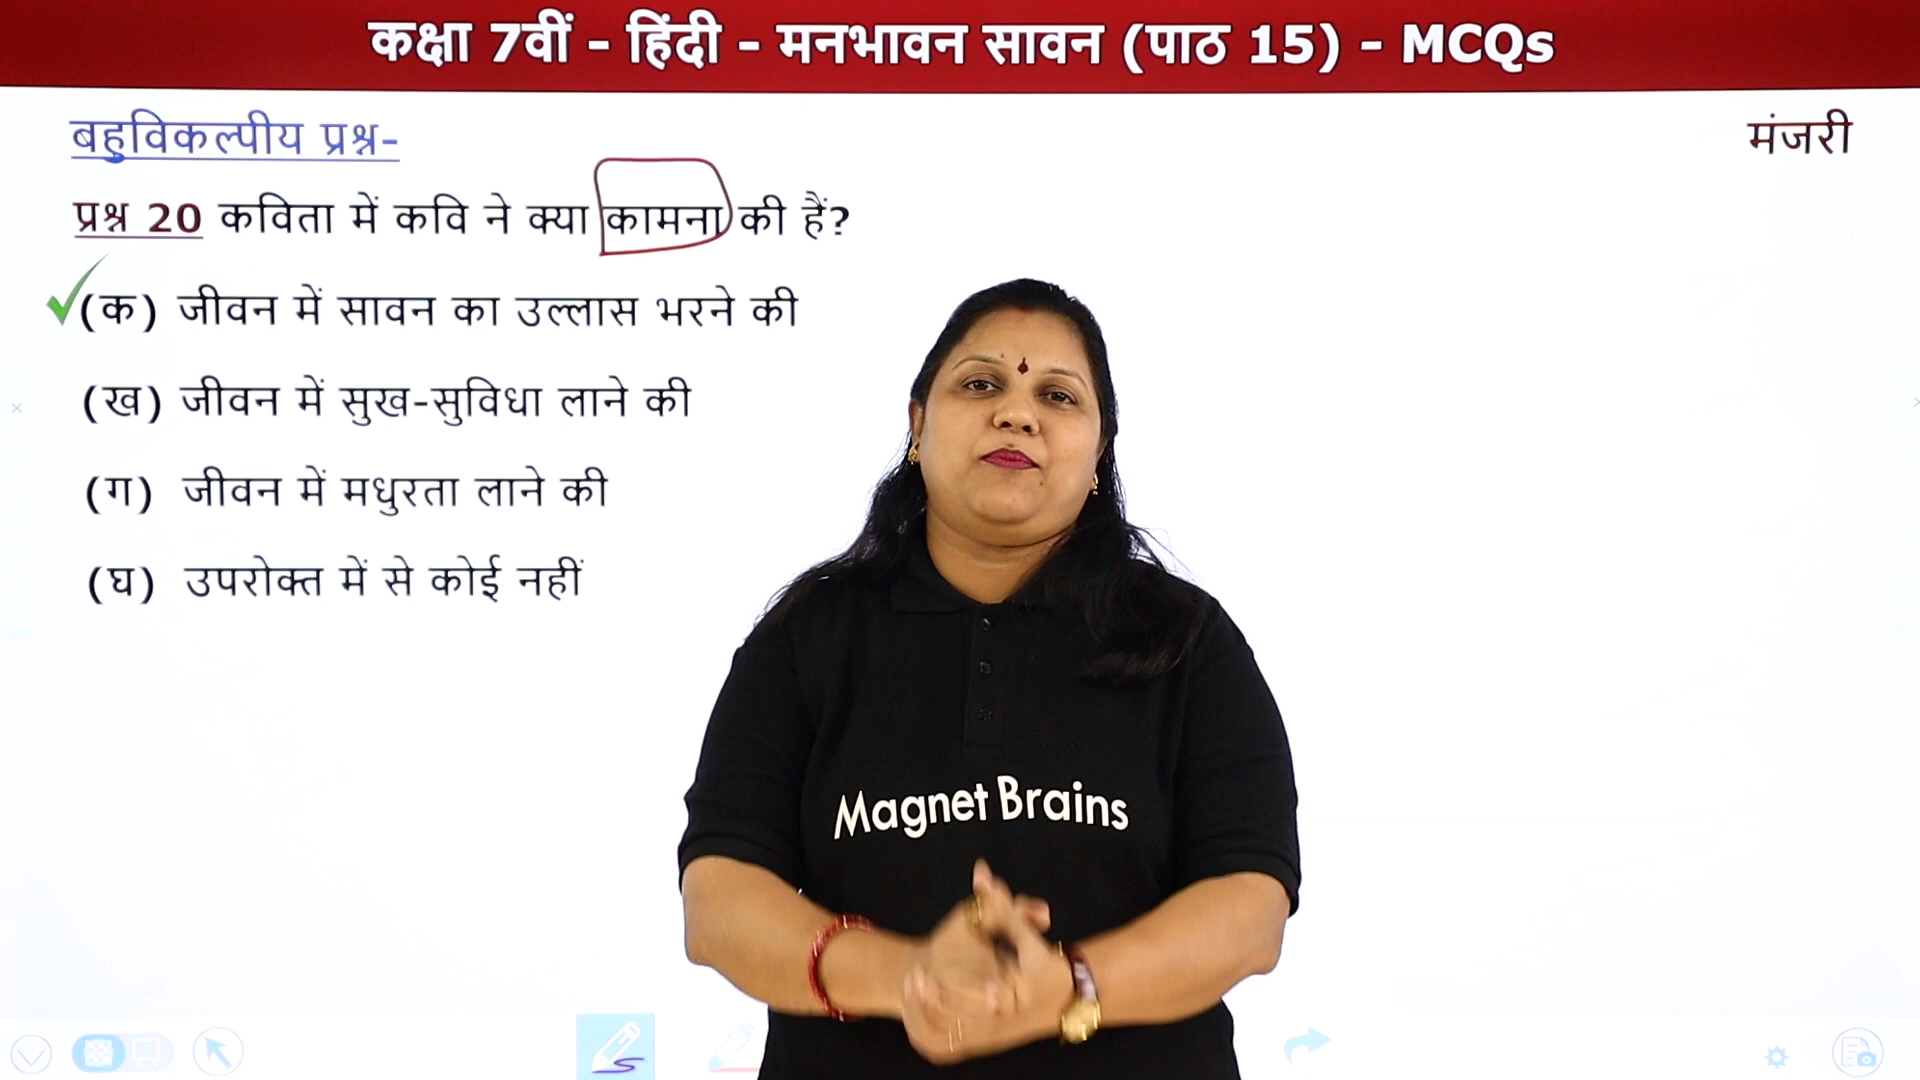 कक्षा 7वीं - हिंदी - मनभावन सावन (पाठ 15) - MCQs
बहुविकल्पीय प्रश्न-
मंजरी
प्रश्न 20 कविता में कवि ने क्या कामना की हैं?
(क) जीवन में सावन का उल्लास भरने की
(ख) जीवन में सुख-सुविधा लाने की
(ग) जीवन में मधुरता लाने की
(घ) उपरोक्त में से कोई नहीं
Magnet Brains